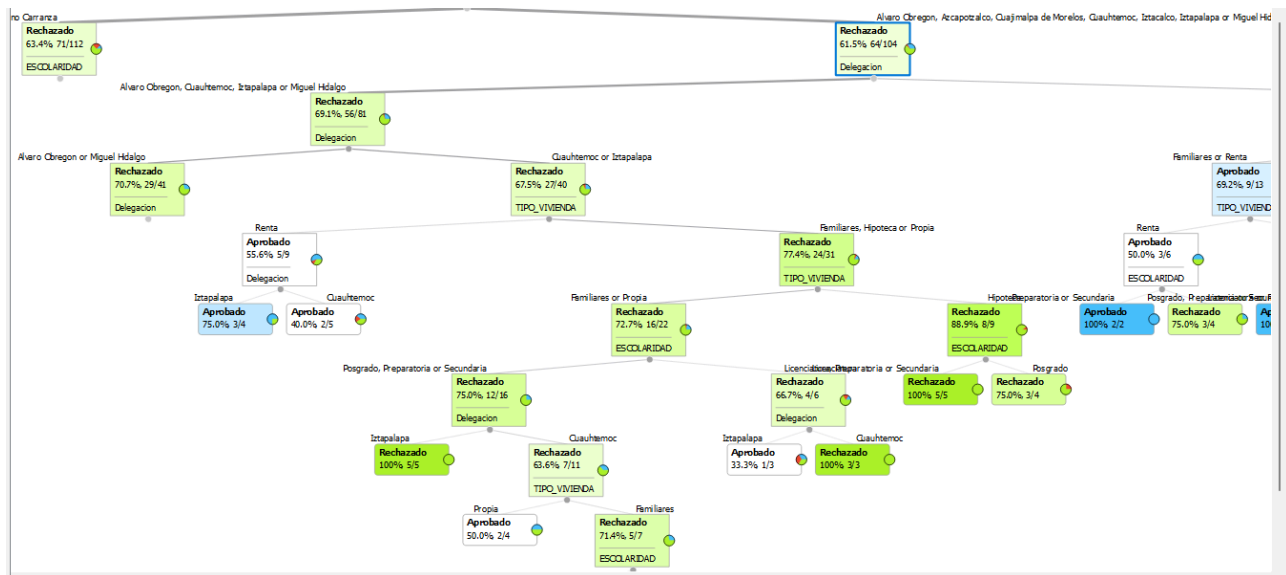 no Carranza
Rechazado
63.4% 71/112
ESCOLARIDAD
Alvaro Obregon, Azcapotzalco, Cuajimalpa de Morelos, Cuauhtemoc, Iztacalco, Iztapalapa or Miguel Hid
Rechazado
61.5% 64/104
Delegacion
Alvaro Obregon, Cuauhtemoc, Iztapalapa or Miguel Hidalgo
Rechazado
69.1%, 56/81
Delegacion
Alvaro Obregon or Miguel Hidalgo
Rechazado
70.7%, 29/41
Delegacion
Cuauhtemoc or Iztapalapa
Rechazado
67.5% 27/40
TIPO_VIVIENDA
Familiares or Renta
Aprobado
69.2%, 9/13
TIPO_VIVIEND
Renta
Aprobado
55.6% 5/9
Delegacion
Familiares, Hipoteca or Propia
Rechazado
77.4% 24/31
TIPO_VIVIENDA
Renta
Aprobado
50.0% 3/6
ESCOLARIDAD
Iztapalapa
Aprobado
75.0% 3/4
Cuauhtemoc
Aprobado
40.0% 2/5
Familiares or Propia
Rechazado
72.7% 16/22
ESCOLARIDAD
Rechazado
88.9% 8/9
ESCOLARIDAD
Preparatoria or Secundaria
Aprobado
100% 2/2
Posgrado,
Rechazado
75.0% 3/4
Posgrado, Preparatoria or Secundaria
Rechazado
75.0%, 12/16
Delegacion
Rechazado
66.7%, 4/6
Delegacion
Preparatoria or Secundaria
Rechazado
100% 5/5
Posgrado
Rechazado
75.0%, 3/4
Iztapalapa
Rechazado
100% 5/5
Cuauhtemoc
Rechazado
63.6% 7/11
TIPO_VIVIENDA
Iztapalapa
Aprobado
33.3% 1/3
Cuauhtemoc
Rechazado
100% 3/3
Propia
Aprobado
50.0% 2/4
Familiares
Rechazado
71.4% 5/7
ESCOLARIDAD